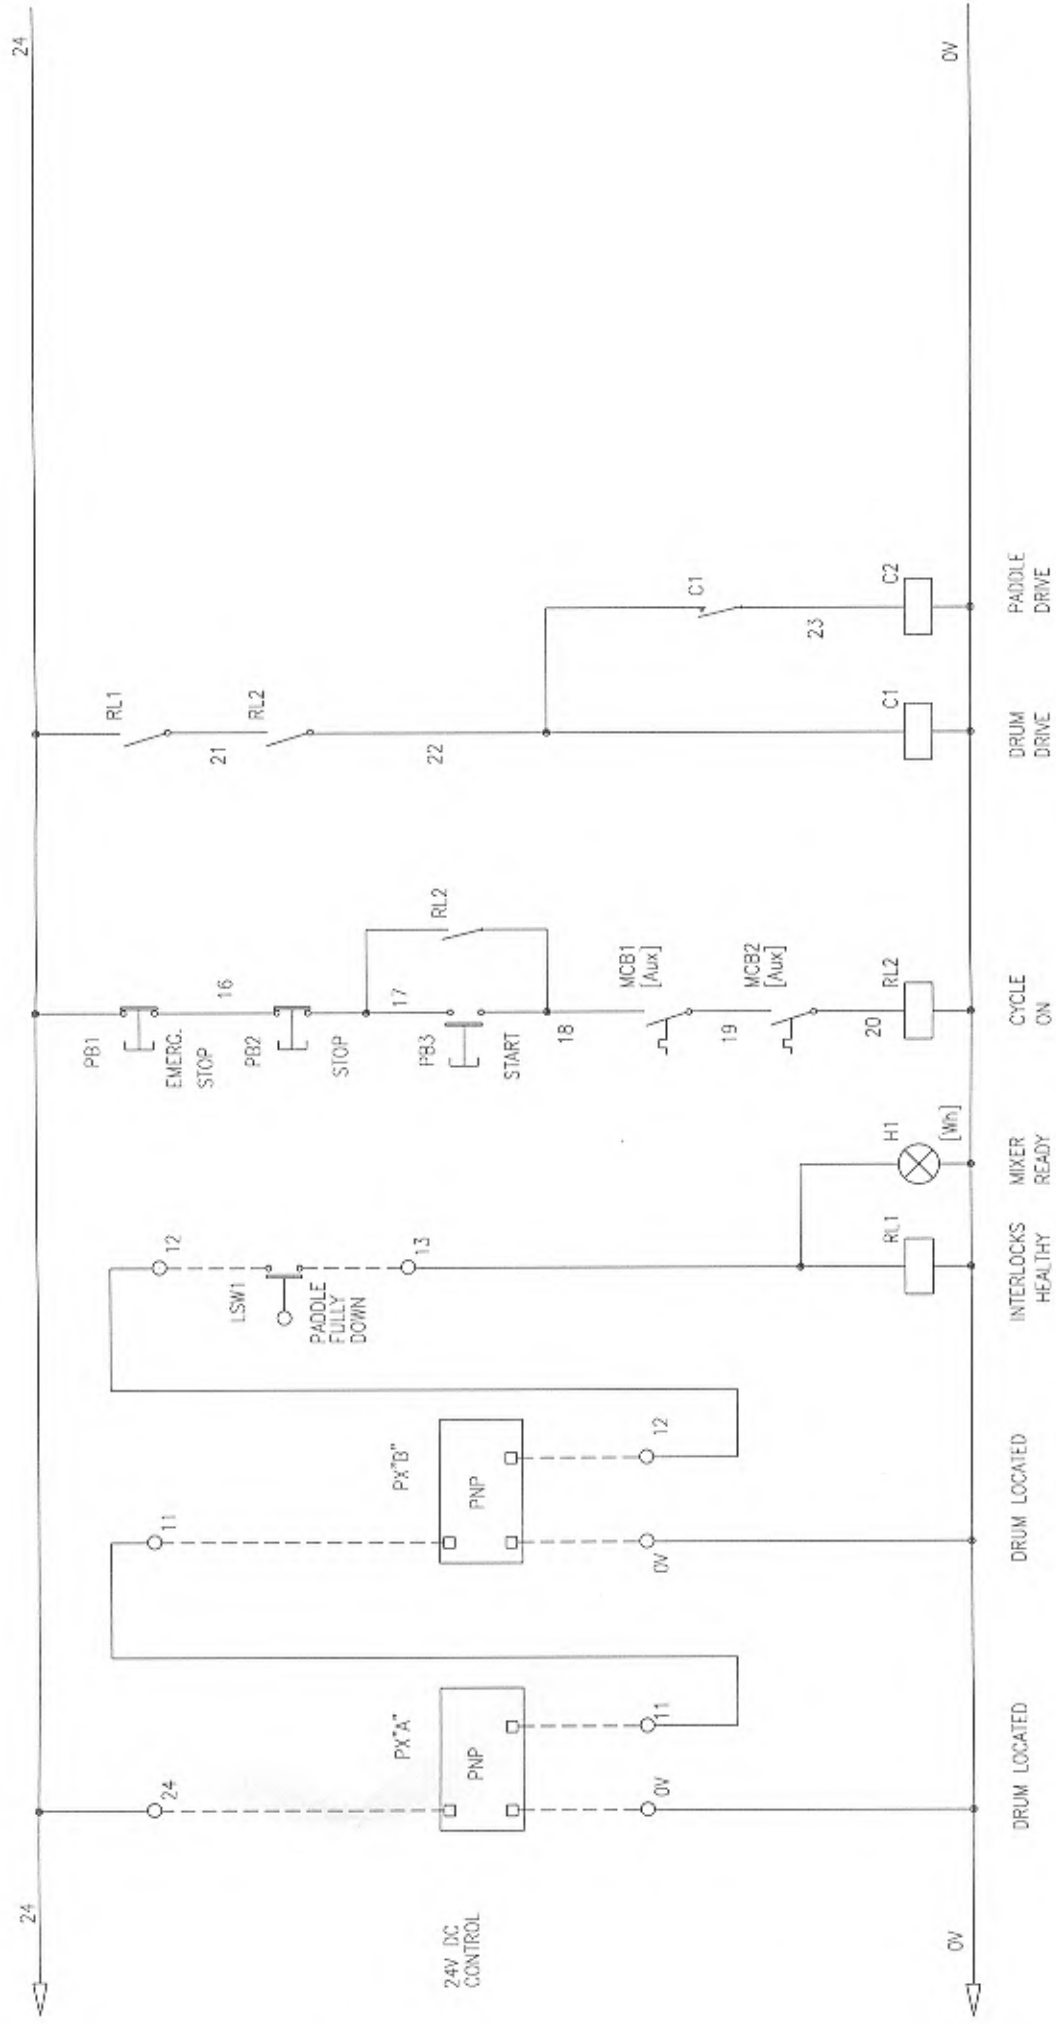 24
24
0V
0V
24V DC
CONTROL
24
PX"A"
PNP
0V
11
DRUM LOCATED
11
PX"B"
PNP
0V
12
DRUM LOCATED
12
LSW1
PADDLE
FULLY
DOWN
13
RL1
INTERLOCKS
HEALTHY
H1
[Wh]
MIXER
READY
PB1
EMERG.
STOP
16
PB2
STOP
17
PB3
START
RL2
18
MCB1
[Aux]
19
MCB2
[Aux]
20
RL2
CYCLE
ON
RL1
21
RL2
22
C1
DRUM
DRIVE
C1
23
C2
PADDLE
DRIVE